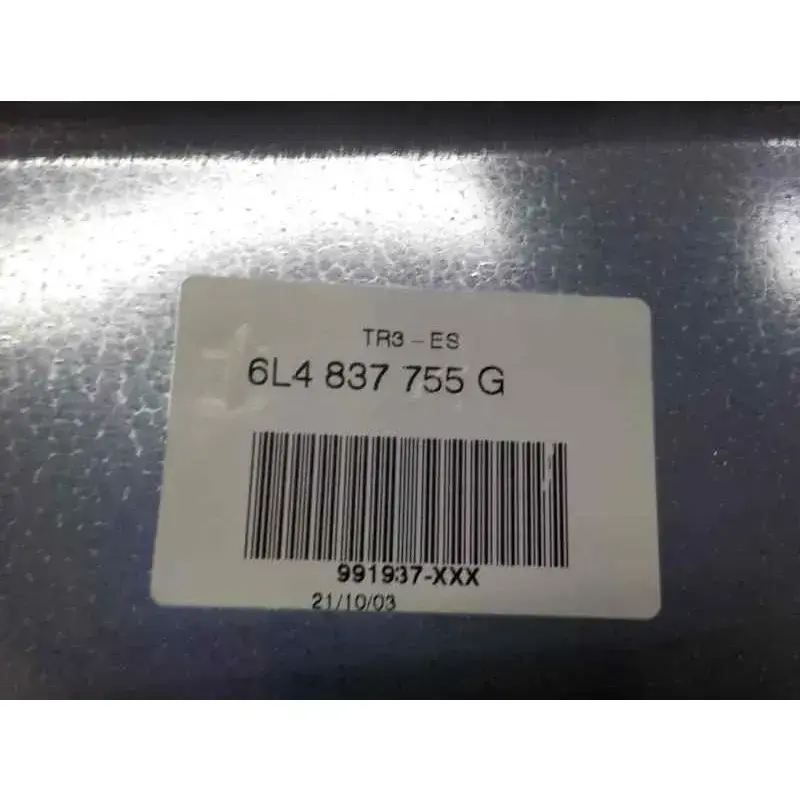 TR3 - ES
6L4 837 755 G
991937-XXX
21/10/03